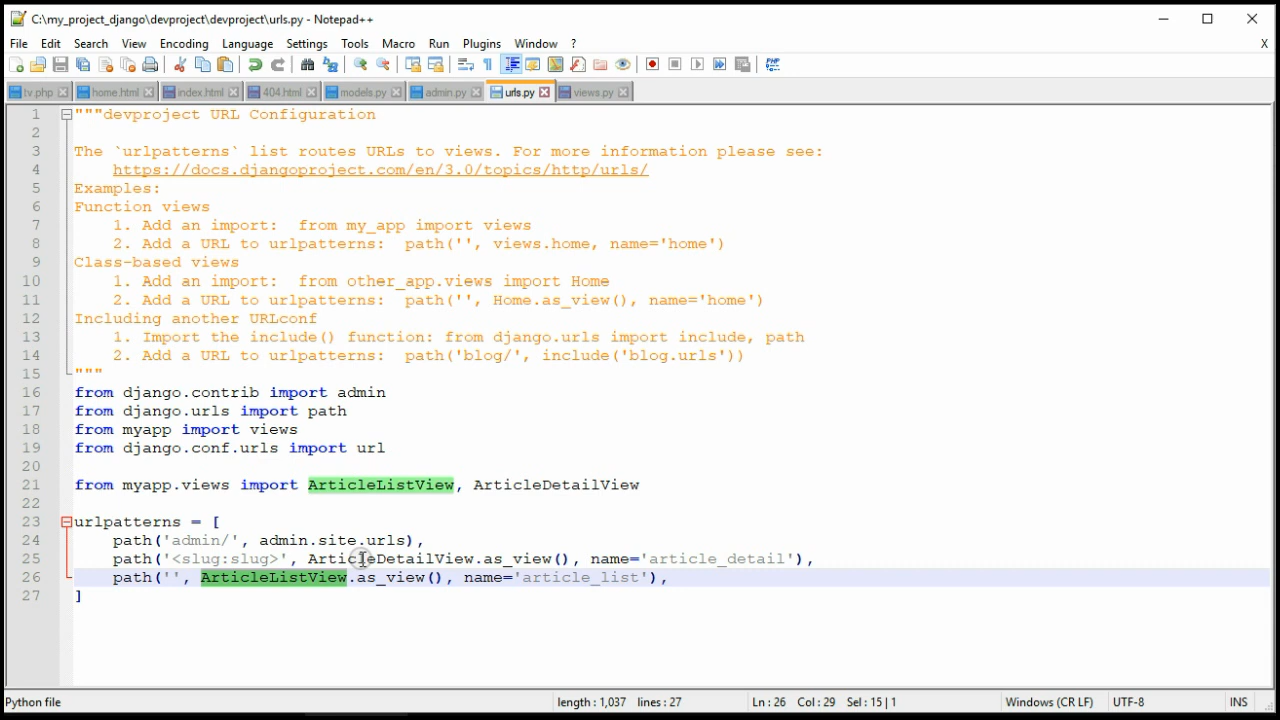 C:\my_project_django\devproject\devproject\urls.py - Notepad++
File Edit Search View Encoding Language Settings Tools Macro Run Plugins Window ? X
tv.php home.html index.html 404.html models.py admin.py urls.py views.py
1 """devproject URL Configuration
2
3 The `urlpatterns` list routes URLs to views. For more information please see:
4 https://docs.djangoproject.com/en/3.0/topics/http/urls/
5 Examples:
6 Function views
7 1. Add an import:  from my_app import views
8 2. Add a URL to urlpatterns:  path('', views.home, name='home')
9 Class-based views
10 1. Add an import:  from other_app.views import Home
11 2. Add a URL to urlpatterns:  path('', Home.as_view(), name='home')
12 Including another URLconf
13 1. Import the include() function: from django.urls import include, path
14 2. Add a URL to urlpatterns:  path('blog/', include('blog.urls'))
15 """
16 from django.contrib import admin
17 from django.urls import path
18 from myapp import views
19 from django.conf.urls import url
20
21 from myapp.views import ArticleListView, ArticleDetailView
22
23 urlpatterns = [
24 path('admin/', admin.site.urls),
25 path('<slug:slug>', ArticleDetailView.as_view(), name='article_detail'),
26 path('', ArticleListView.as_view(), name='article_list'),
27 ]
Python file length : 1,037 lines : 27 Ln : 26 Col : 29 Sel : 15 | 1 Windows (CR LF) UTF-8 INS